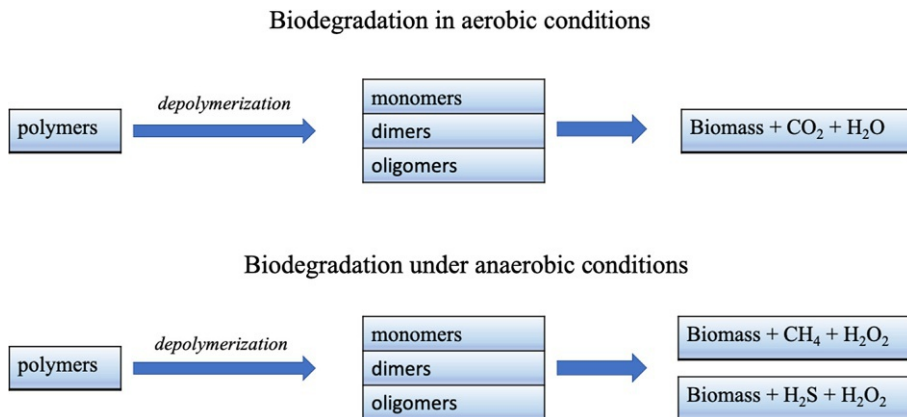 Biodegradation in aerobic conditions
polymers
depolymerization
monomers
dimers
oligomers
Biomass + CO₂ + H₂O
Biodegradation under anaerobic conditions
polymers
depolymerization
monomers
dimers
oligomers
Biomass + CH₄ + H₂O₂
Biomass + H₂S + H₂O₂